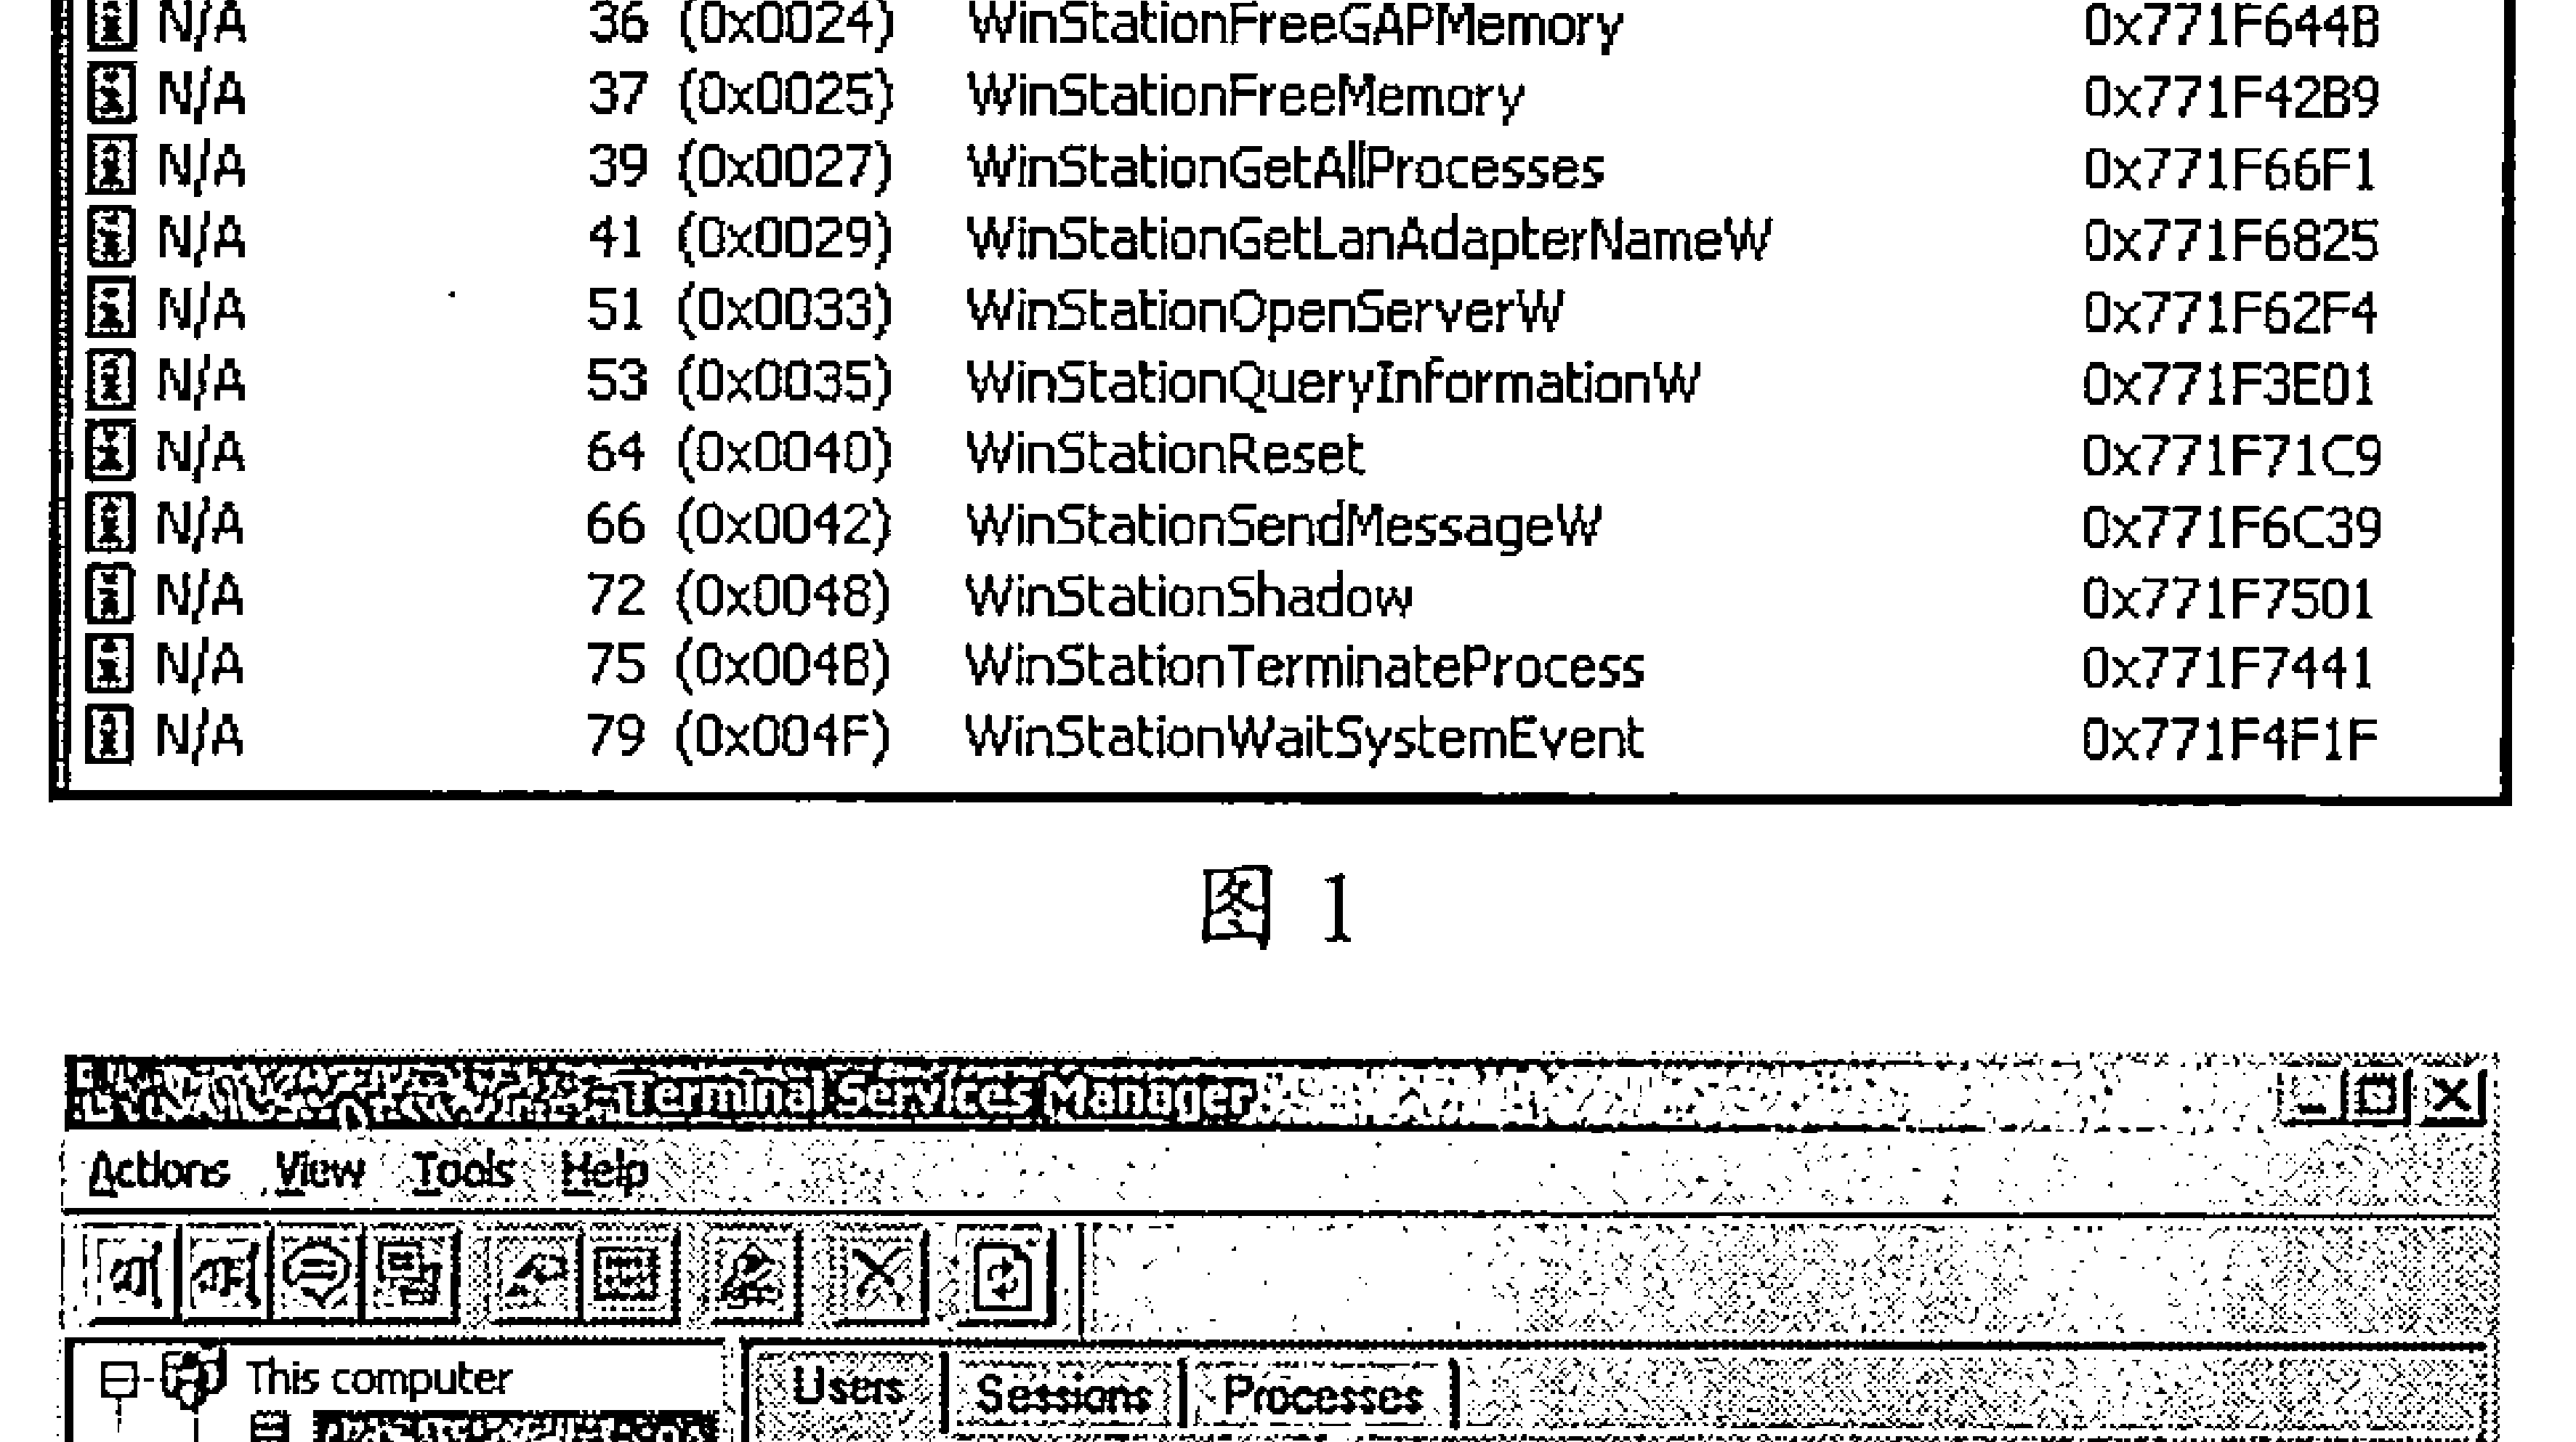 N/A 36 (0x0024) WinStationFreeGAPMemory 0x771F644B
N/A 37 (0x0025) WinStationFreeMemory 0x771F42B9
N/A 39 (0x0027) WinStationGetAllProcesses 0x771F66F1
N/A 41 (0x0029) WinStationGetLanAdapterNameW 0x771F6825
N/A 51 (0x0033) WinStationOpenServerW 0x771F62F4
N/A 53 (0x0035) WinStationQueryInformationW 0x771F3E01
N/A 64 (0x0040) WinStationReset 0x771F71C9
N/A 66 (0x0042) WinStationSendMessageW 0x771F6C39
N/A 72 (0x0048) WinStationShadow 0x771F7501
N/A 75 (0x004B) WinStationTerminateProcess 0x771F7441
N/A 79 (0x004F) WinStationWaitSystemEvent 0x771F4F1F
图 1
Terminal Services Manager
Actions View Tools Help
This computer
Users Sessions Processes